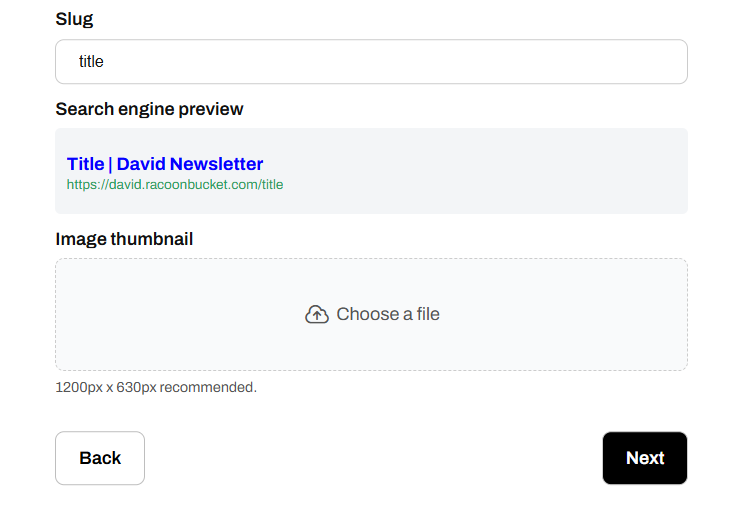 Slug
title
Search engine preview
Title | David Newsletter
https://david.racoonbucket.com/title
Image thumbnail
Choose a file
1200px x 630px recommended.
Back
Next